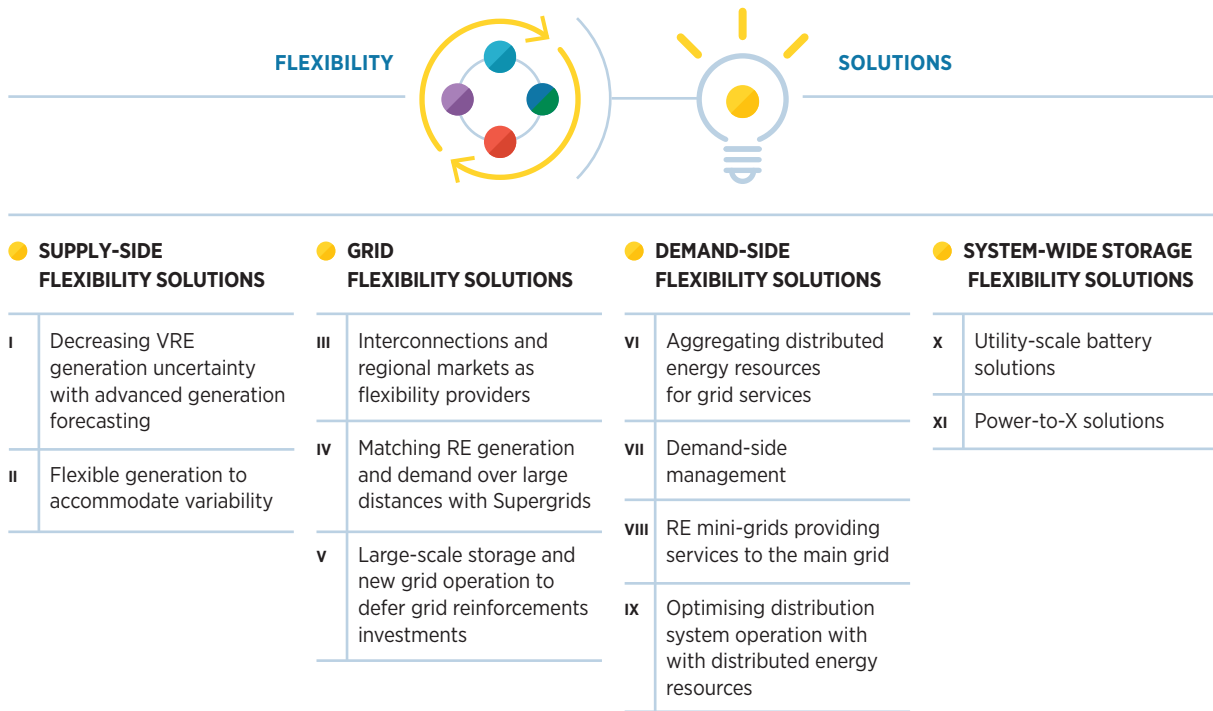 FLEXIBILITY
SOLUTIONS
SUPPLY-SIDE
FLEXIBILITY SOLUTIONS
I
Decreasing VRE
generation uncertainty
with advanced generation
forecasting
II
Flexible generation to
accommodate variability
GRID
FLEXIBILITY SOLUTIONS
III
Interconnections and
regional markets as
flexibility providers
IV
Matching RE generation
and demand over large
distances with Supergrids
V
Large-scale storage and
new grid operation to
defer grid reinforcements
investments
DEMAND-SIDE
FLEXIBILITY SOLUTIONS
VI
Aggregating distributed
energy resources
for grid services
VII
Demand-side
management
VIII
RE mini-grids providing
services to the main grid
IX
Optimising distribution
system operation with
with distributed energy
resources
SYSTEM-WIDE STORAGE
FLEXIBILITY SOLUTIONS
X
Utility-scale battery
solutions
XI
Power-to-X solutions